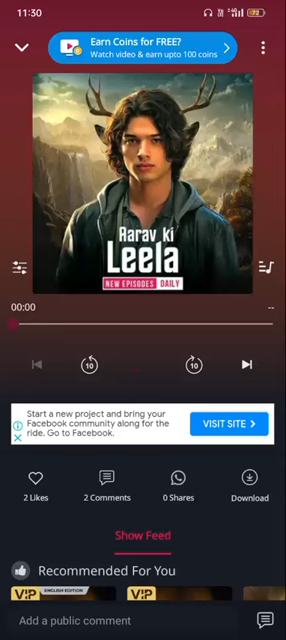 11:30
Earn Coins for FREE?
Watch video & earn upto 100 coins
Aarav ki
Leela
NEW EPISODES DAILY
00:00
--
10
10
Start a new project and bring your
Facebook community along for the
ride. Go to Facebook.
VISIT SITE
2 Likes
2 Comments
0 Shares
Download
Show Feed
Recommended For You
VIP
ENGLISH EDITION
VIP
Add a public comment